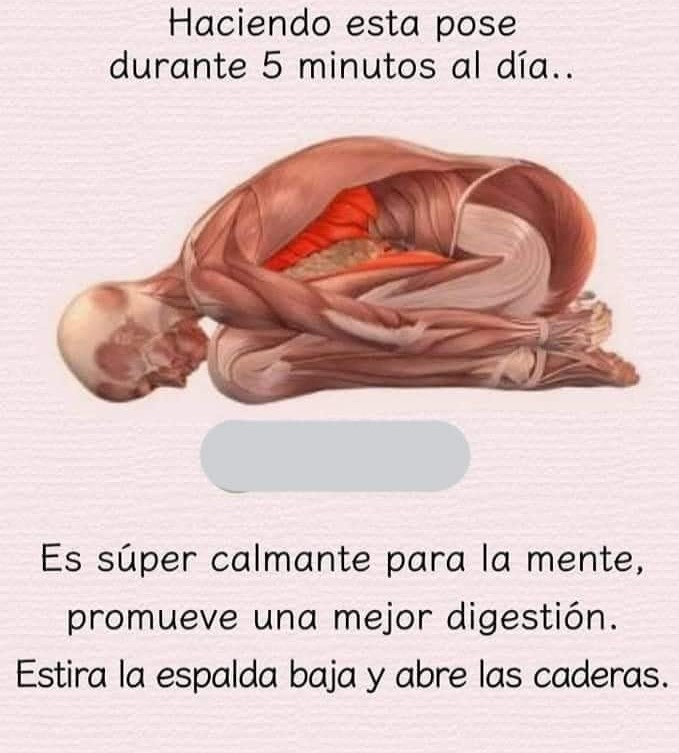 Haciendo esta pose
durante 5 minutos al día..
Es súper calmante para la mente,
promueve una mejor digestión.
Estira la espalda baja y abre las caderas.